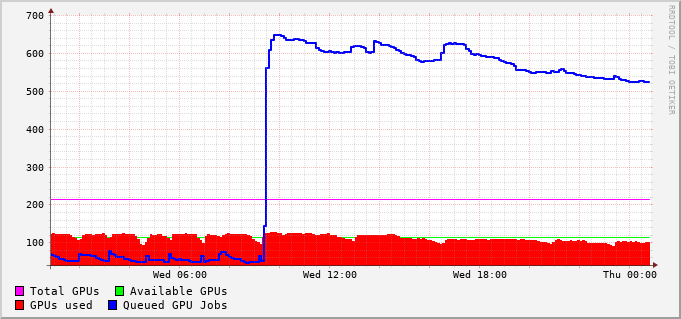 700
600
500
400
300
200
100
Wed 06:00 Wed 12:00 Wed 18:00 Thu 00:00
Total GPUs Available GPUs
GPUs used Queued GPU Jobs
RRDTOOL / TOBI OETIKER